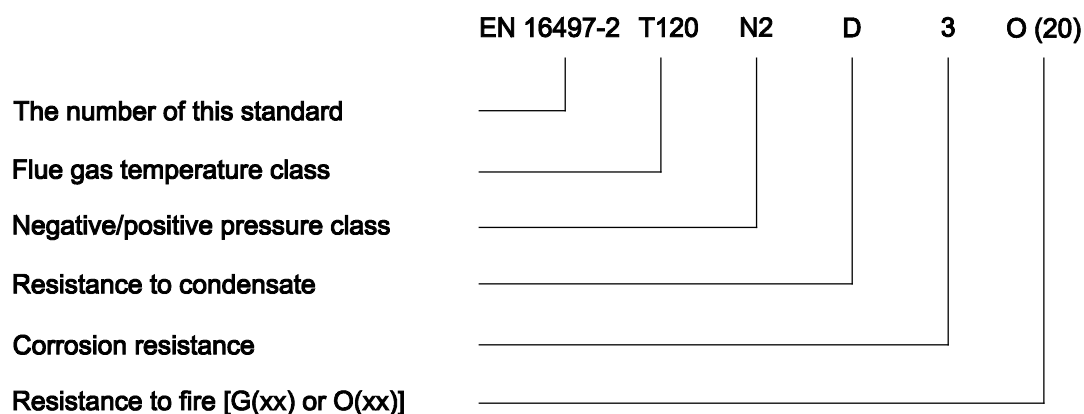 EN 16497-2 T120 N2 D 3 O (20)
The number of this standard
Flue gas temperature class
Negative/positive pressure class
Resistance to condensate
Corrosion resistance
Resistance to fire [G(xx) or O(xx)]